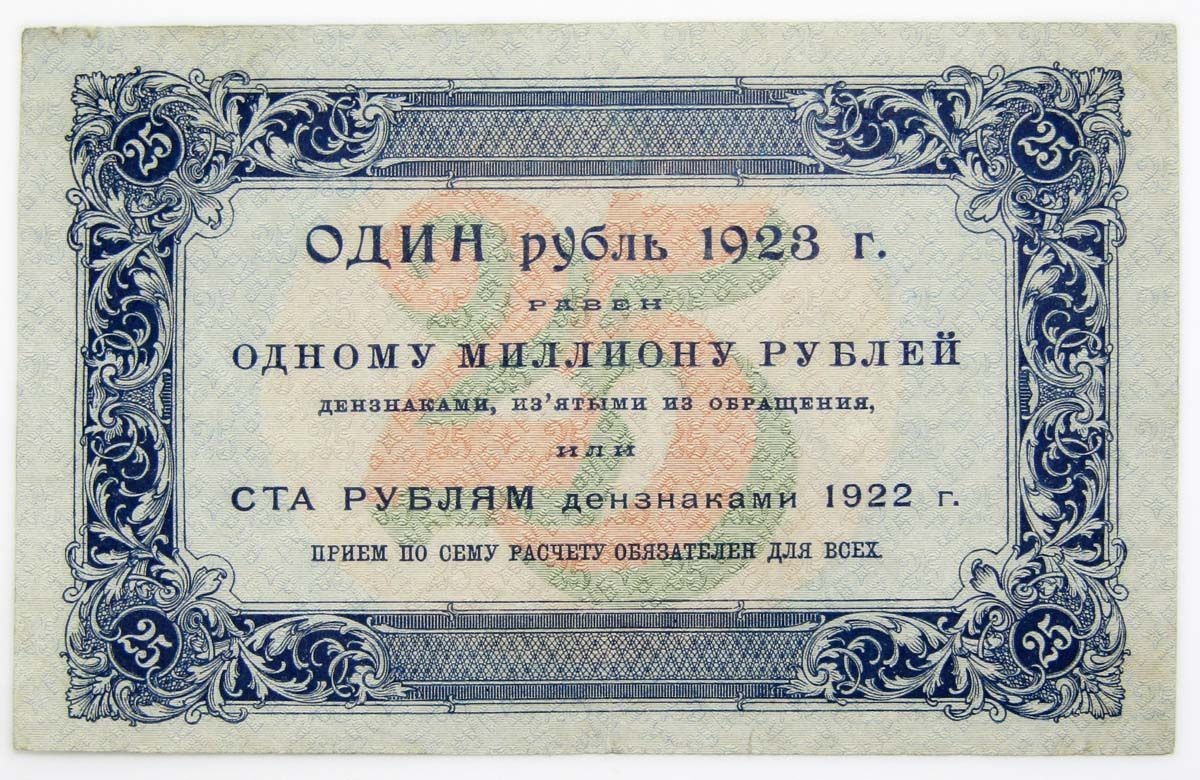 25 25
25
ОДИН рубль 1923 г.
РАВЕН
ОДНОМУ МИЛЛИОНУ РУБЛЕЙ
ДЕНЗНАКАМИ, ИЗ'ЯТЫМИ ИЗ ОБРАЩЕНИЯ,
ИЛИ
СТА РУБЛЯМ дензнаками 1922 г.
ПРИЕМ ПО СЕМУ РАСЧЕТУ ОБЯЗАТЕЛЕН ДЛЯ ВСЕХ.
25 25